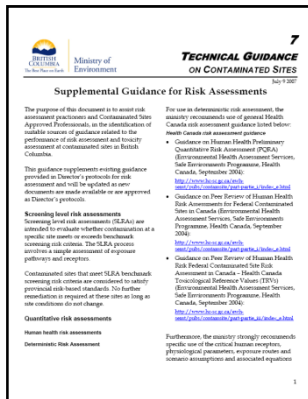 BRITISH
COLUMBIA
The Best Place on Earth
Ministry of
Environment
7
TECHNICAL GUIDANCE
ON CONTAMINATED SITES
July 9 2007
Supplemental Guidance for Risk Assessments
The purpose of this document is to assist risk
assessment practitioners and Contaminated Sites
Approved Professionals, in the identification of
suitable sources of guidance related to the
performance of risk assessment and toxicity
assessment at contaminated sites in British
Columbia.
This guidance supplements existing guidance
provided in Director's protocols for risk
assessment and will be updated as new
documents are made available or are approved
as Director's protocols.
Screening level risk assessments
Screening level risk assessments (SLRAs) are
intended to evaluate whether contamination at a
specific site meets or exceeds benchmark
screening risk criteria. The SLRA process
involves a simple assessment of exposure
pathways and receptors.
Contaminated sites that meet SLRA benchmark
screening risk criteria are considered to satisfy
provincial risk-based standards. No further
remediation is required at these sites as long as
site conditions do not change.
Quantitative risk assessments
Human health risk assessments
Deterministic Risk Assessment
For use in deterministic risk assessment, the
ministry recommends use of general Health
Canada risk assessment guidance listed below:
Health Canada risk assessment guidance
• Guidance on Human Health Preliminary
Quantitative Risk Assessment (PQRA)
(Environmental Health Assessment Services,
Safe Environments Programme, Health
Canada, September 2004):
• Guidance on Peer Review of Human Health
Risk Assessments for Federal Contaminated
Sites in Canada (Environmental Health
Assessment Services, Safe Environments
Programme, Health Canada, September
2004):
• Guidance on Peer Review of Human Health
Risk Federal Contaminated Site Risk
Assessment in Canada – Health Canada
Toxicological Reference Values (TRVs)
(Environmental Health Assessment Services,
Safe Environments Programme, Health
Canada, September 2004):
Furthermore, the ministry strongly recommends
specific use of the critical human receptors,
physiological parameters, exposure routes and
scenario assumptions and associated equations
1